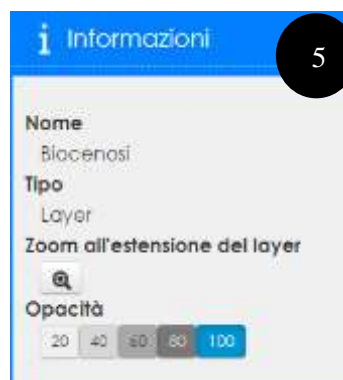 i Informazioni
5
Nome
Biocenosi
Tipo
Layer
Zoom all'estensione del layer
Opacità
20 40 60 80 100